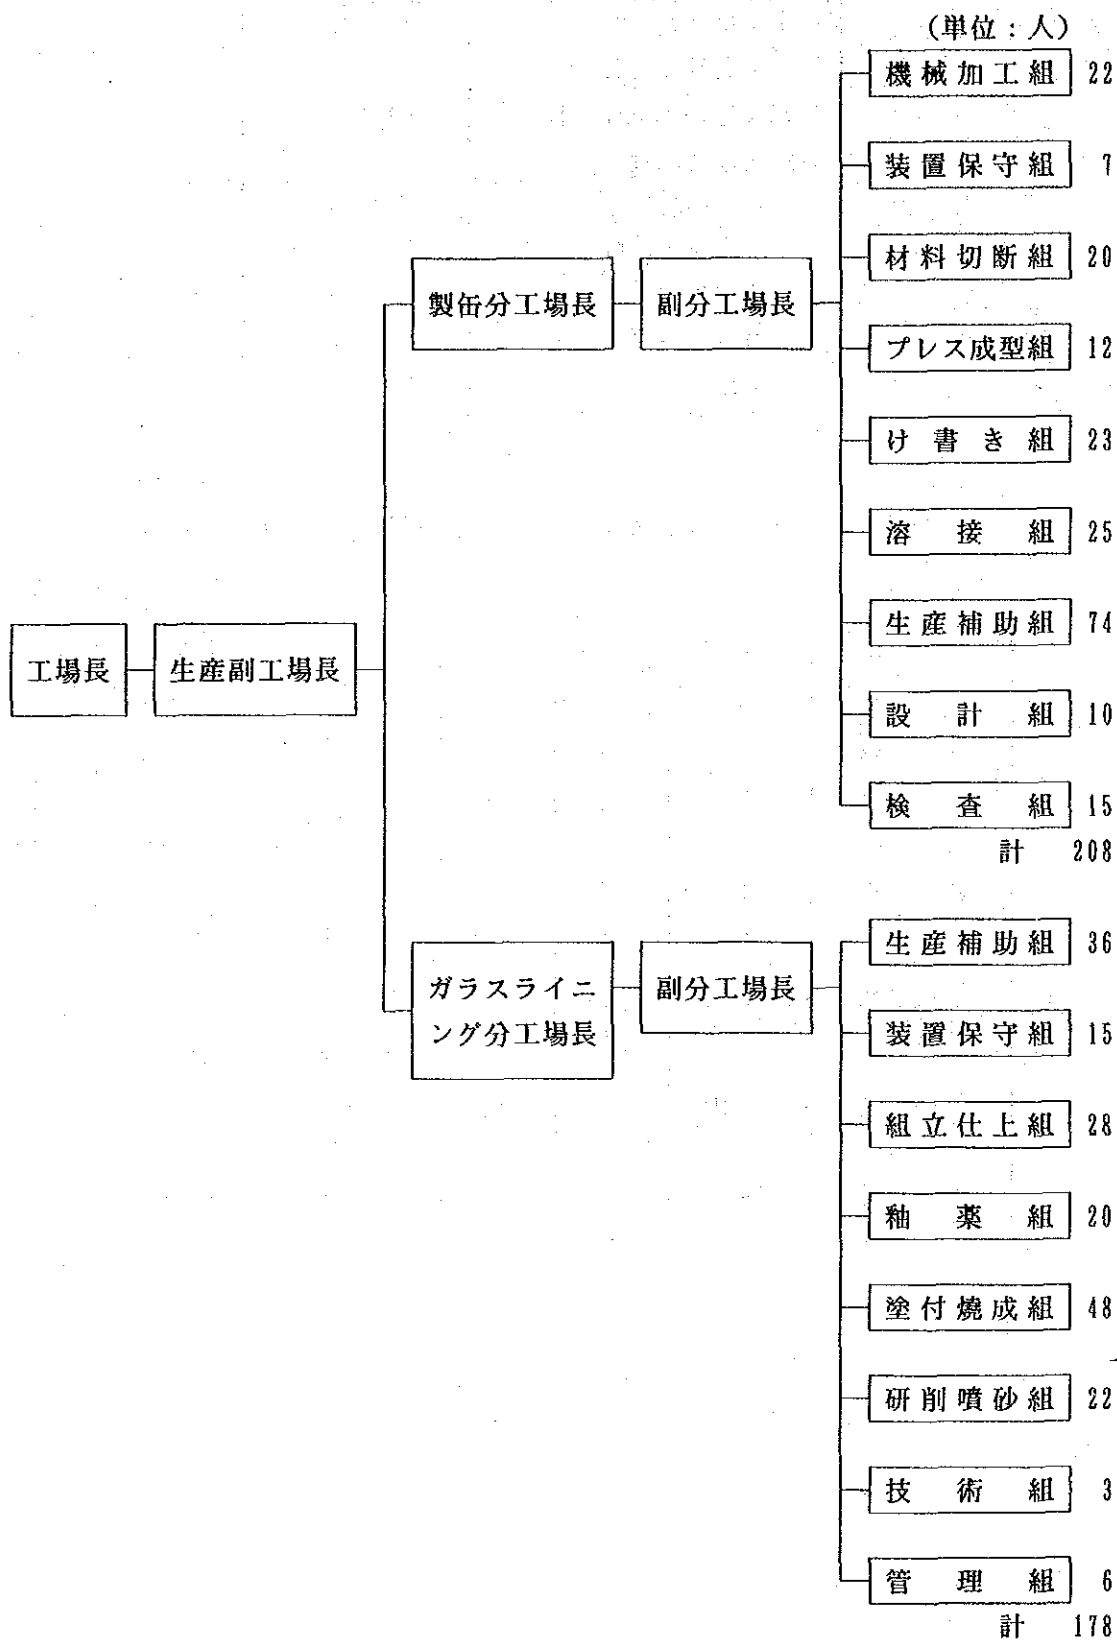 (単位：人)
機械加工組 22
装置保守組 7
材料切断組 20
製缶分工場長 副分工場長
プレス成型組 12
け書き組 23
溶接組 25
生産補助組 74
工場長 生産副工場長
設計組 10
検査組 15
計 208
生産補助組 36
ガラスライニ
ング分工場長
副分工場長
装置保守組 15
組立仕上組 28
釉薬組 20
塗付燒成組 48
研削噴砂組 22
技術組 3
管理組 6
計 178